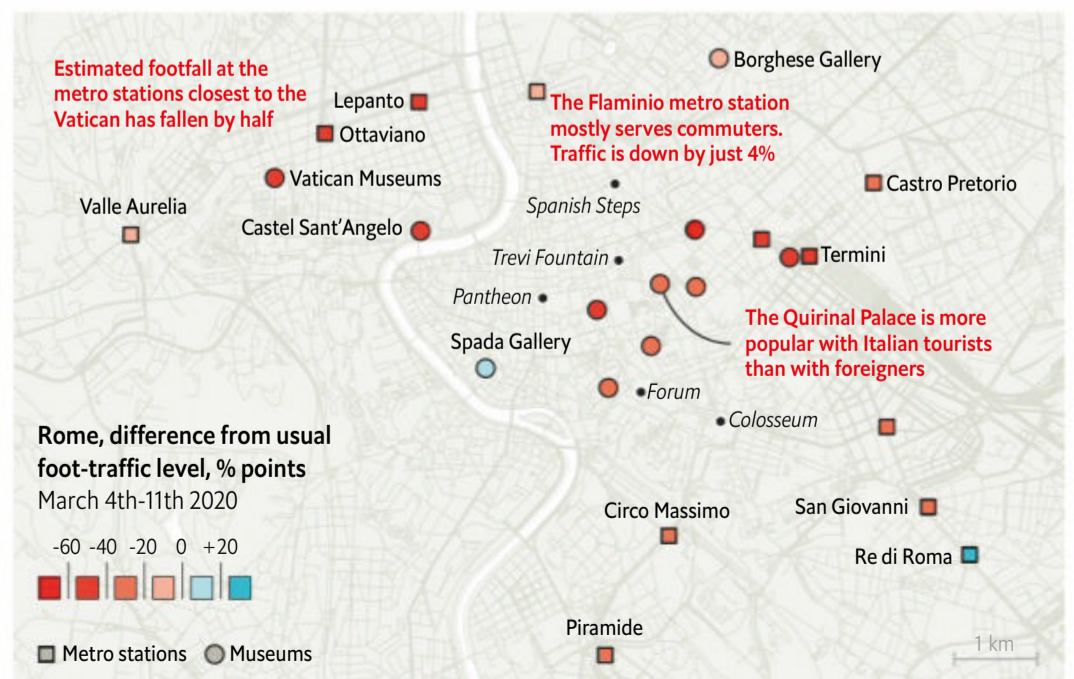 Borghese Gallery
Estimated footfall at the
metro stations closest to the
Vatican has fallen by half
Lepanto
Ottaviano
The Flaminio metro station
mostly serves commuters.
Traffic is down by just 4%
Vatican Museums
Castro Pretorio
Valle Aurelia
Spanish Steps
Castel Sant’Angelo
Trevi Fountain
Termini
Pantheon
The Quirinal Palace is more
popular with Italian tourists
than with foreigners
Spada Gallery
Forum
Colosseum
Rome, difference from usual
foot-traffic level, % points
March 4th-11th 2020
-60 -40 -20 0 +20
Metro stations
Museums
Circo Massimo
San Giovanni
Re di Roma
Piramide
1 km